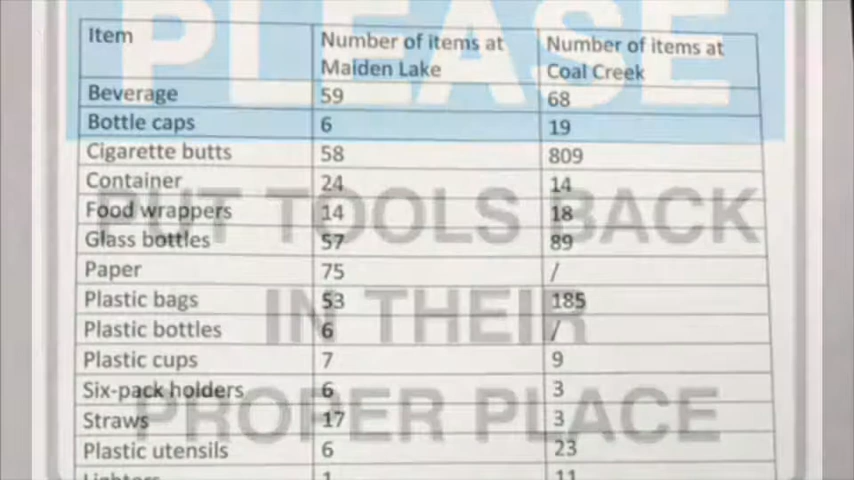 PLEASE
PUT TOOLS BACK
IN THEIR
PROPER PLACE
Item Number of items at Maiden Lake Number of items at Coal Creek
Beverage 59 68
Bottle caps 6 19
Cigarette butts 58 809
Container 24 14
Food wrappers 14 18
Glass bottles 57 89
Paper 75 /
Plastic bags 53 185
Plastic bottles 6 /
Plastic cups 7 9
Six-pack holders 6 3
Straws 17 3
Plastic utensils 6 23
Lighters 1 11